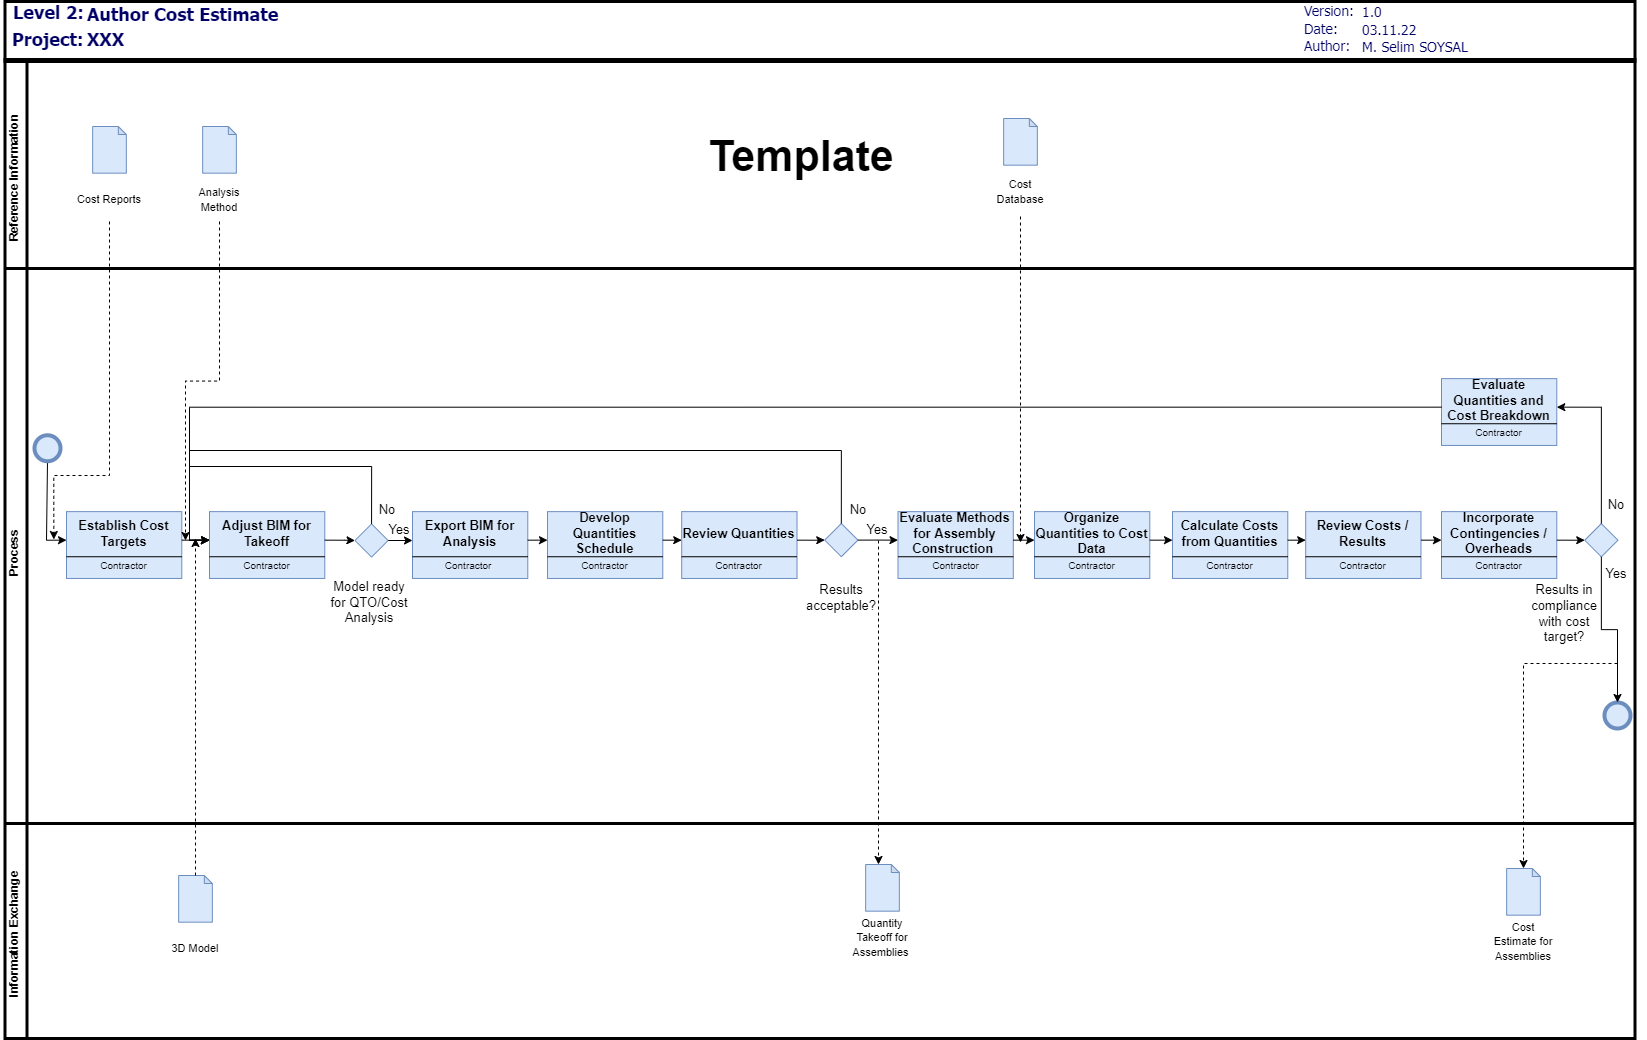 Level 2: Author Cost Estimate
Project: XXX
Version: 1.0
Date: 03.11.22
Author: M. Selim SOYSAL
Reference Information
Cost Reports
Analysis
Method
Template
Cost
Database
Process
Evaluate
Quantities and
Cost Breakdown
Contractor
Establish Cost
Targets
Contractor
Adjust BIM for
Takeoff
Contractor
No
Yes
Model ready
for QTO/Cost
Analysis
Export BIM for
Analysis
Contractor
Develop
Quantities
Schedule
Contractor
Review Quantities
Contractor
No
Yes
Results
acceptable?
Evaluate Methods
for Assembly
Construction
Contractor
Organize
Quantities to Cost
Data
Contractor
Calculate Costs
from Quantities
Contractor
Review Costs /
Results
Contractor
Incorporate
Contingencies /
Overheads
Contractor
No
Yes
Results in
compliance
with cost
target?
Information Exchange
3D Model
Quantity
Takeoff for
Assemblies
Cost
Estimate for
Assemblies